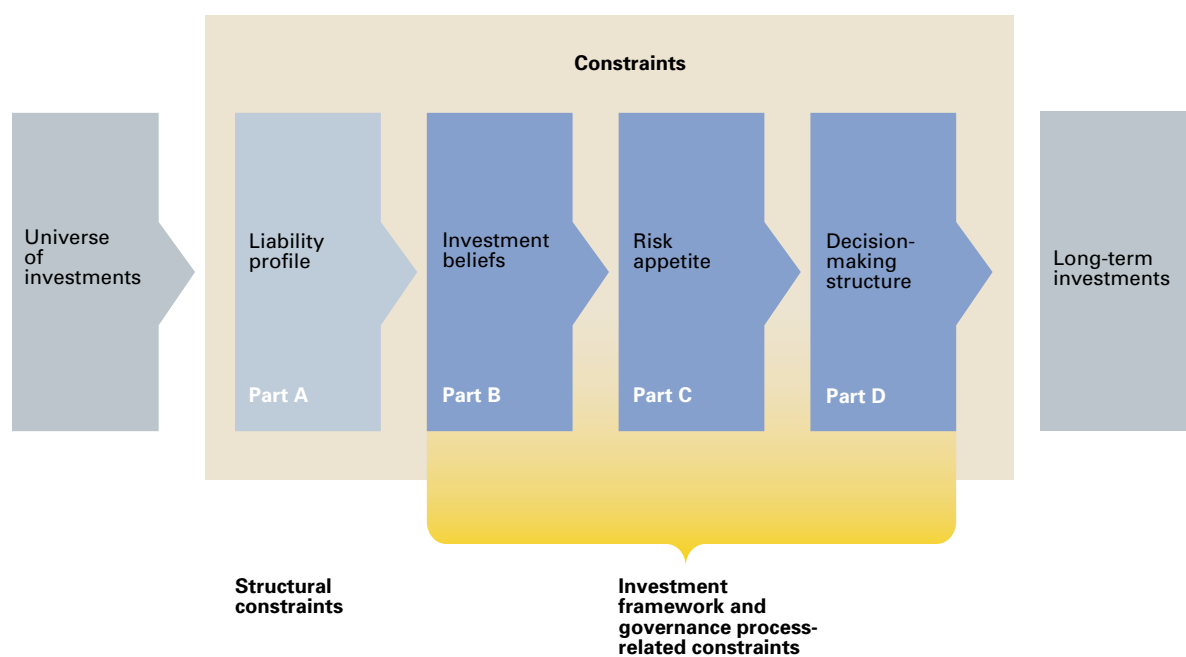 Constraints
Universe
of
investments
Liability
profile
Part A
Investment
beliefs
Part B
Risk
appetite
Part C
Decision-
making
structure
Part D
Long-term
investments
Structural
constraints
Investment
framework and
governance process-
related constraints